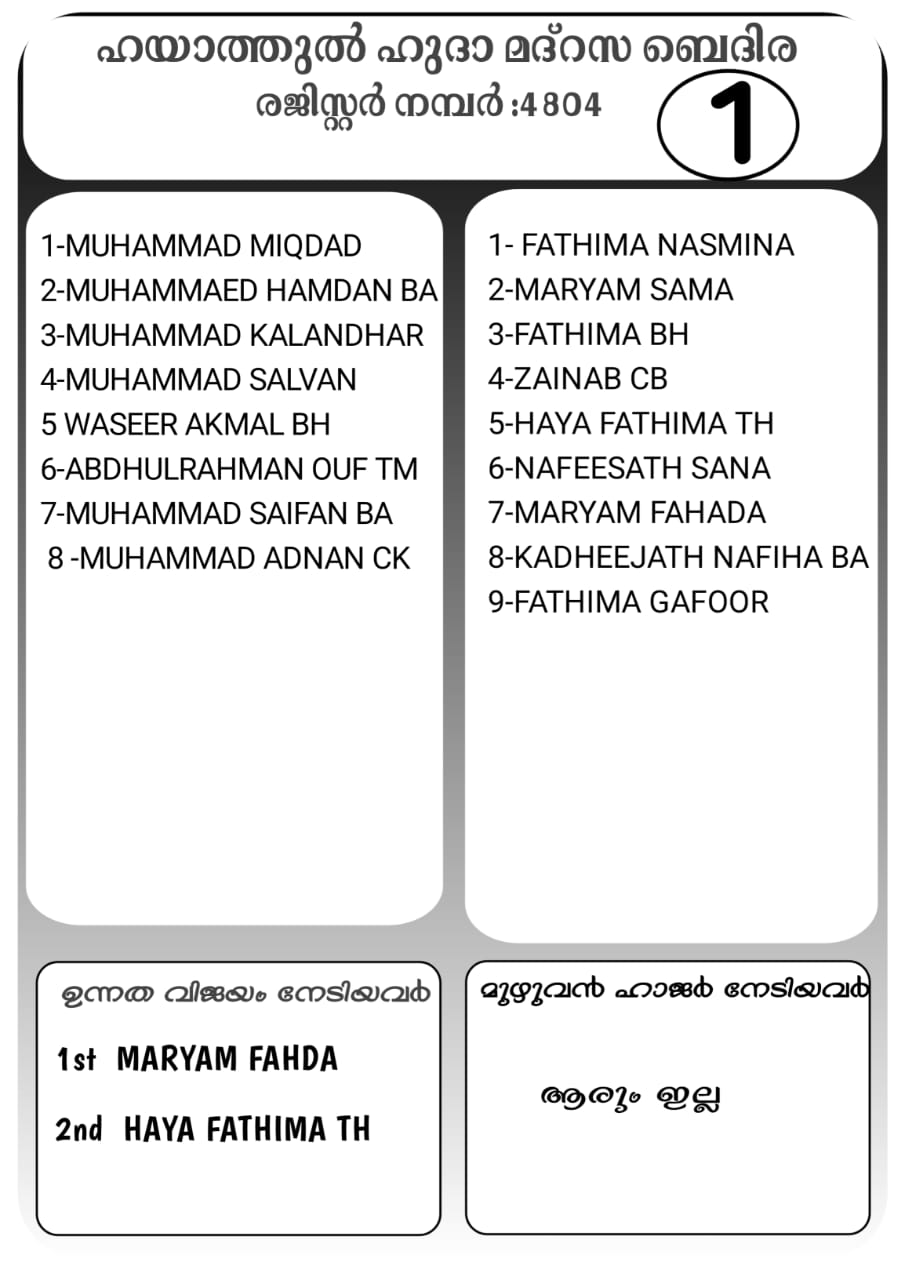 ഹയാത്തുൽ ഹുദാ മദ്റസ ബെദിര
രജിസ്റ്റർ നമ്പർ :4804
1
1-MUHAMMAD MIQDAD
2-MUHAMMAED HAMDAN BA
3-MUHAMMAD KALANDHAR
4-MUHAMMAD SALVAN
5 WASEER AKMAL BH
6-ABDHULRAHMAN OUF TM
7-MUHAMMAD SAIFAN BA
8 -MUHAMMAD ADNAN CK
1- FATHIMA NASMINA
2-MARYAM SAMA
3-FATHIMA BH
4-ZAINAB CB
5-HAYA FATHIMA TH
6-NAFEESATH SANA
7-MARYAM FAHADA
8-KADHEEJATH NAFIHA BA
9-FATHIMA GAFOOR
ഉന്നത വിജയം നേടിയവർ
1st MARYAM FAHDA
2nd HAYA FATHIMA TH
മുഴുവൻ ഹാജർ നേടിയവർ
ആരും ഇല്ല